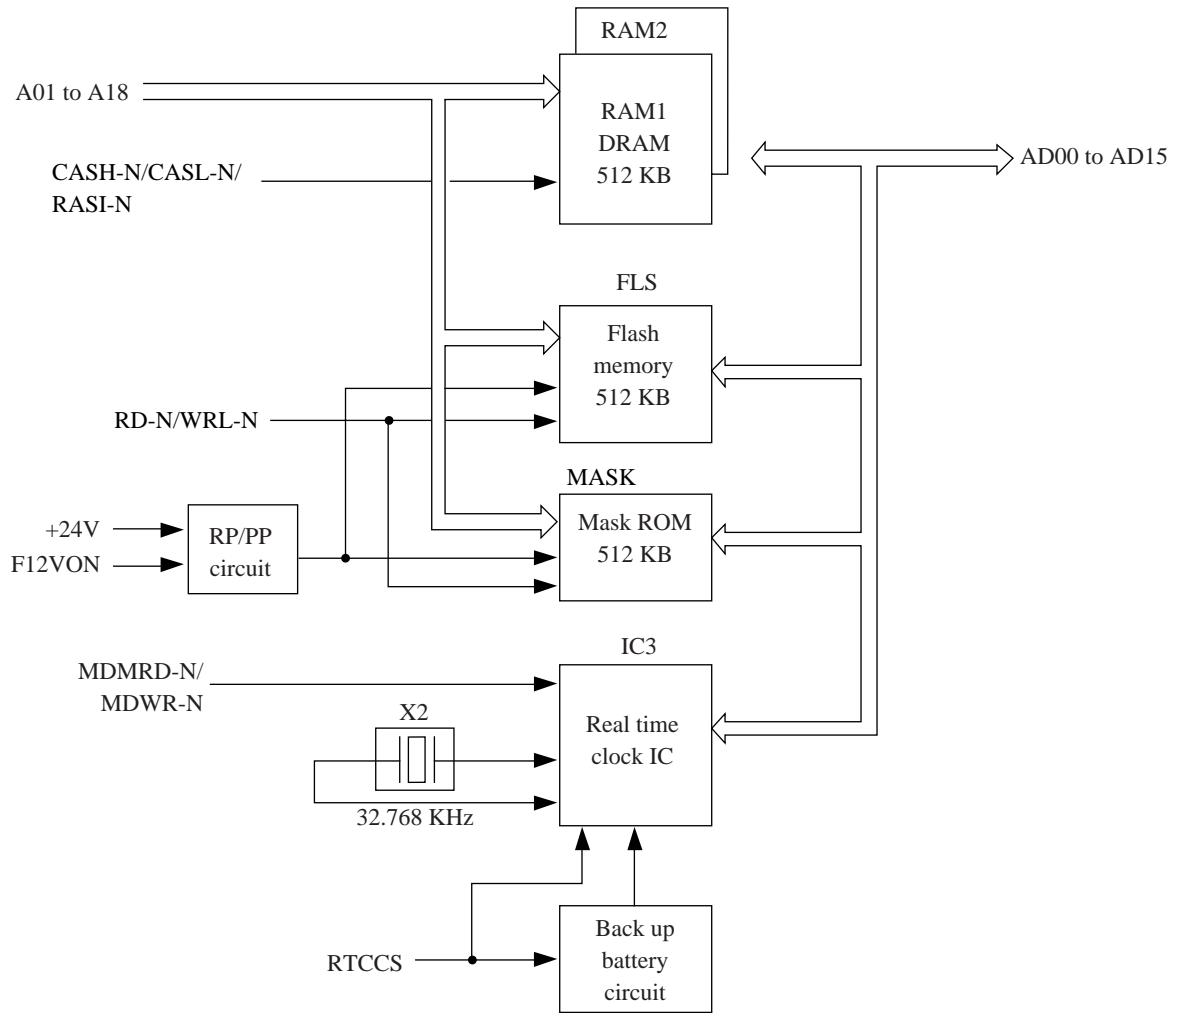 RAM2
A01 to A18
RAM1
DRAM
512 KB
CASH-N/CASL-N/
RASI-N
AD00 to AD15
FLS
Flash
memory
512 KB
RD-N/WRL-N
MASK
Mask ROM
512 KB
+24V
F12VON
RP/PP
circuit
IC3
MDMRD-N/
MDWR-N
X2
Real time
clock IC
32.768 KHz
RTCCS
Back up
battery
circuit